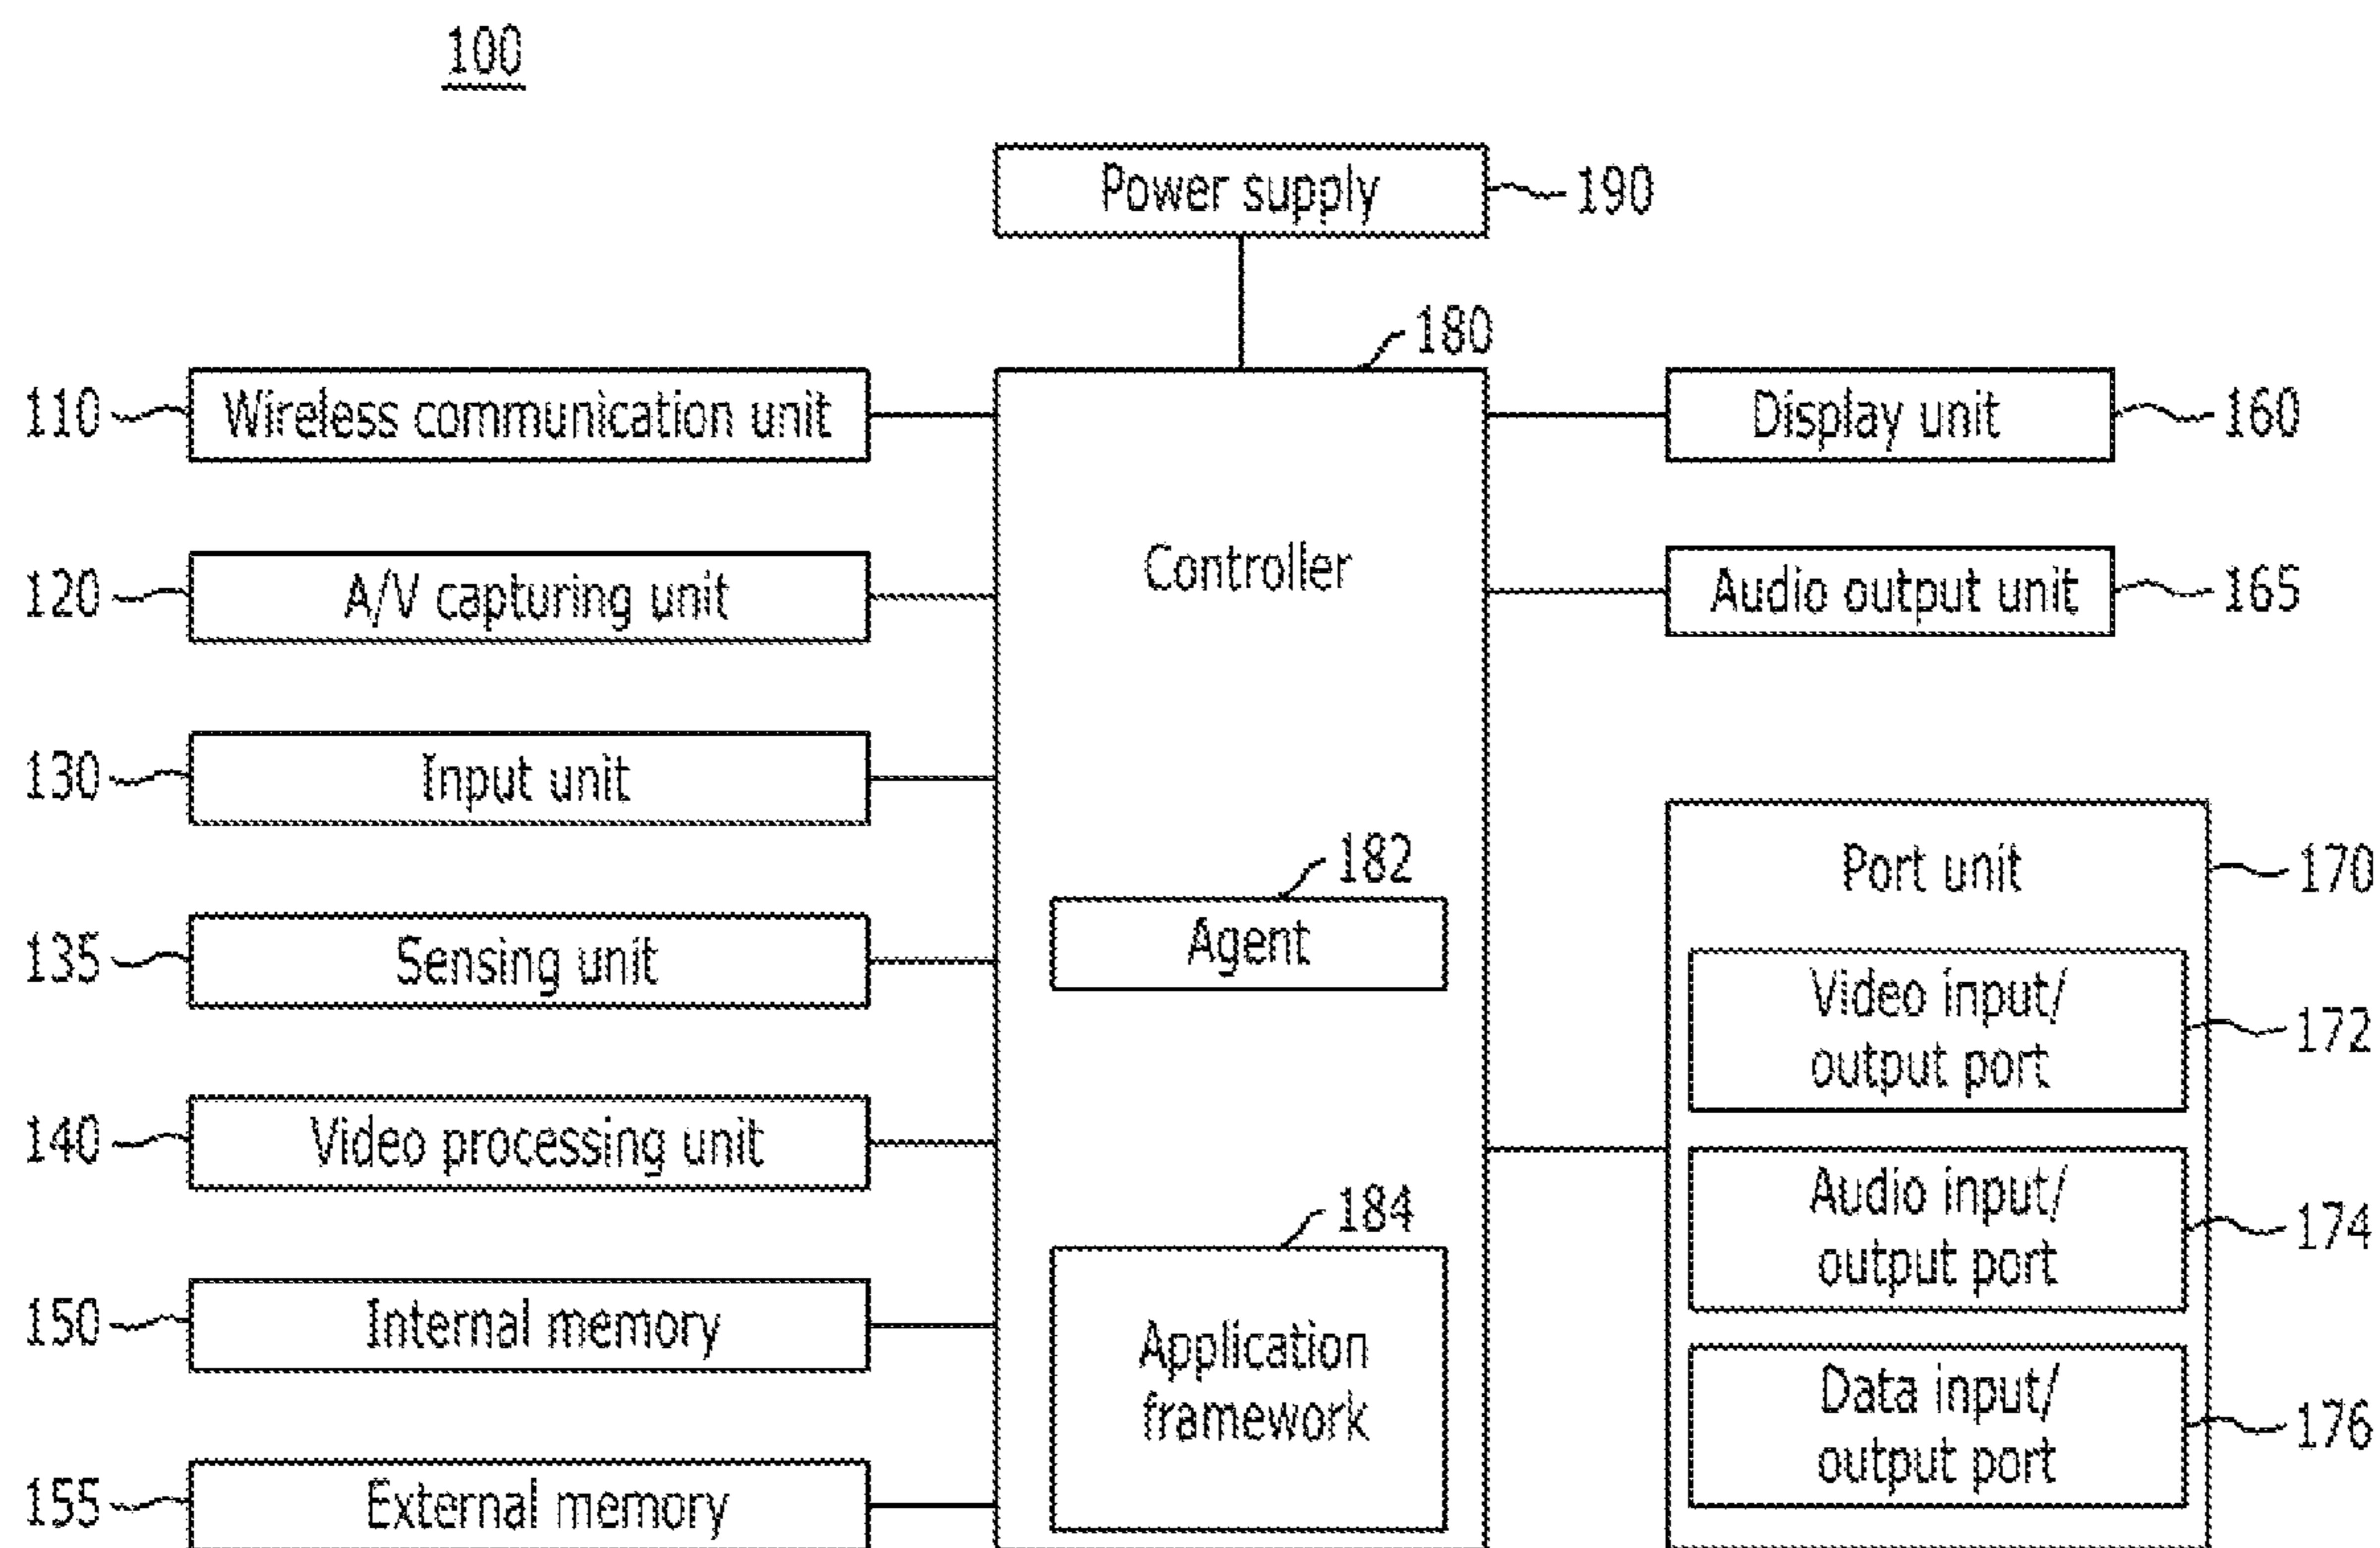 100
Power supply
190
180
110
Wireless communication unit
Display unit
160
120
A/V capturing unit
Controller
Audio output unit
165
130
Input unit
182
Agent
Port unit
170
135
Sensing unit
Video input/
output port
172
140
Video processing unit
184
Audio input/
output port
174
150
Internal memory
Application
framework
Data input/
output port
176
155
External memory